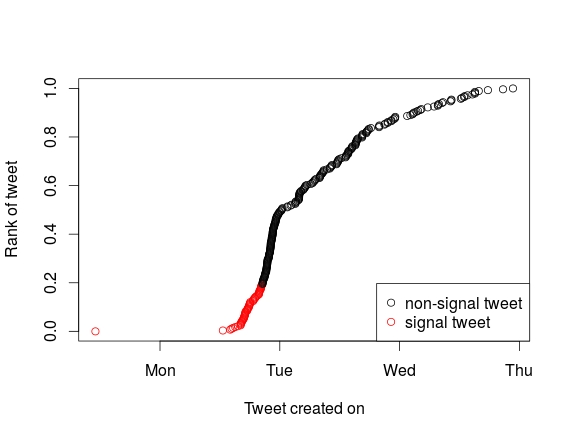 Rank of tweet
1.0
0.8
0.6
0.4
0.2
0.0
non-signal tweet
signal tweet
Mon Tue Wed Thu
Tweet created on